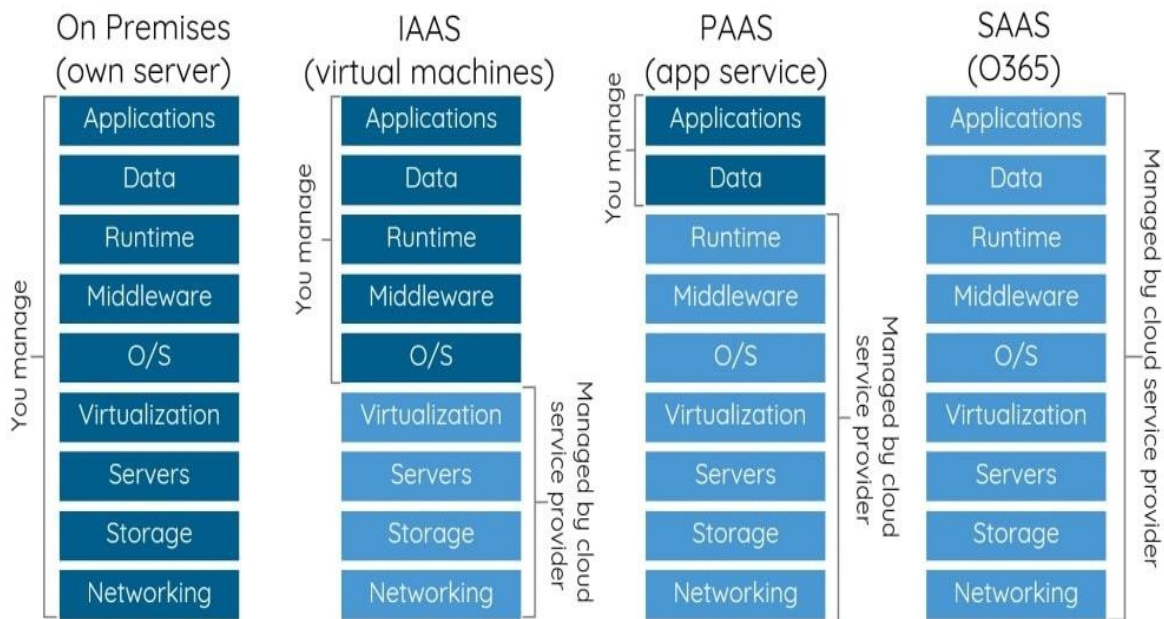 On Premises
(own server)
You manage
Applications
Data
Runtime
Middleware
O/S
Virtualization
Servers
Storage
Networking
IAAS
(virtual machines)
You manage
Applications
Data
Runtime
Middleware
O/S
Virtualization
Servers
Storage
Networking
Managed by cloud
service provider
PAAS
(app service)
You manage
Applications
Data
Runtime
Middleware
O/S
Virtualization
Servers
Storage
Networking
Managed by cloud
service provider
SAAS
(O365)
Applications
Data
Runtime
Middleware
O/S
Virtualization
Servers
Storage
Networking
Managed by cloud service provider